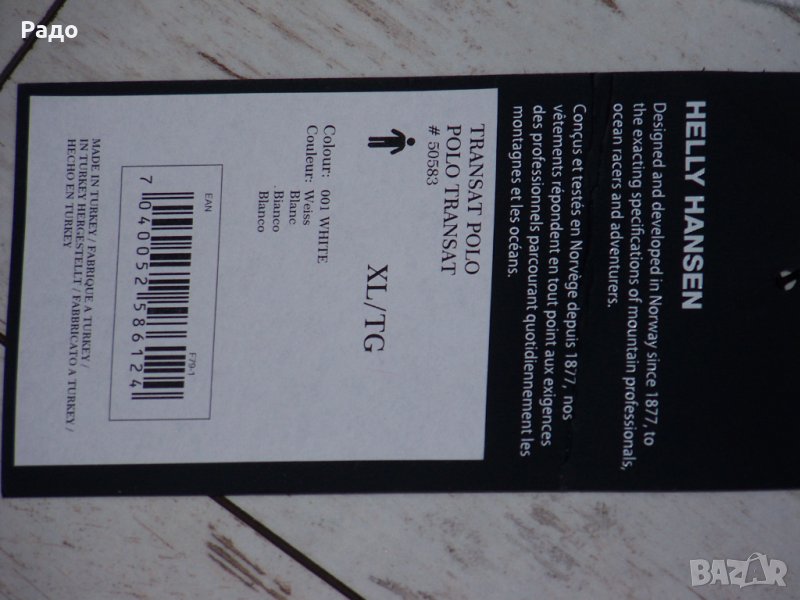 Радо
HELLY HANSEN
Designed and developed in Norway since 1877, to
the exacting specifications of mountain professionals,
ocean racers and adventurers.
Conçus et testés en Norvège depuis 1877, nos
vêtements répondent en tout point aux exigences
des professionnels parcourant quotidiennement les
montagnes et les océans.
TRANSAT POLO
POLO TRANSAT
# 50583
XL/TG
Colour: 001 WHITE
Couleur: Weiss
Blanc
Bianco
Blanco
EAN
7 040052 586124
F79-1
MADE IN TURKEY / FABRIQUE A TURKEY /
IN TURKEY HERGESTELLT / FABBRICATO A TURKEY /
HECHO EN TURKEY
BAZAR